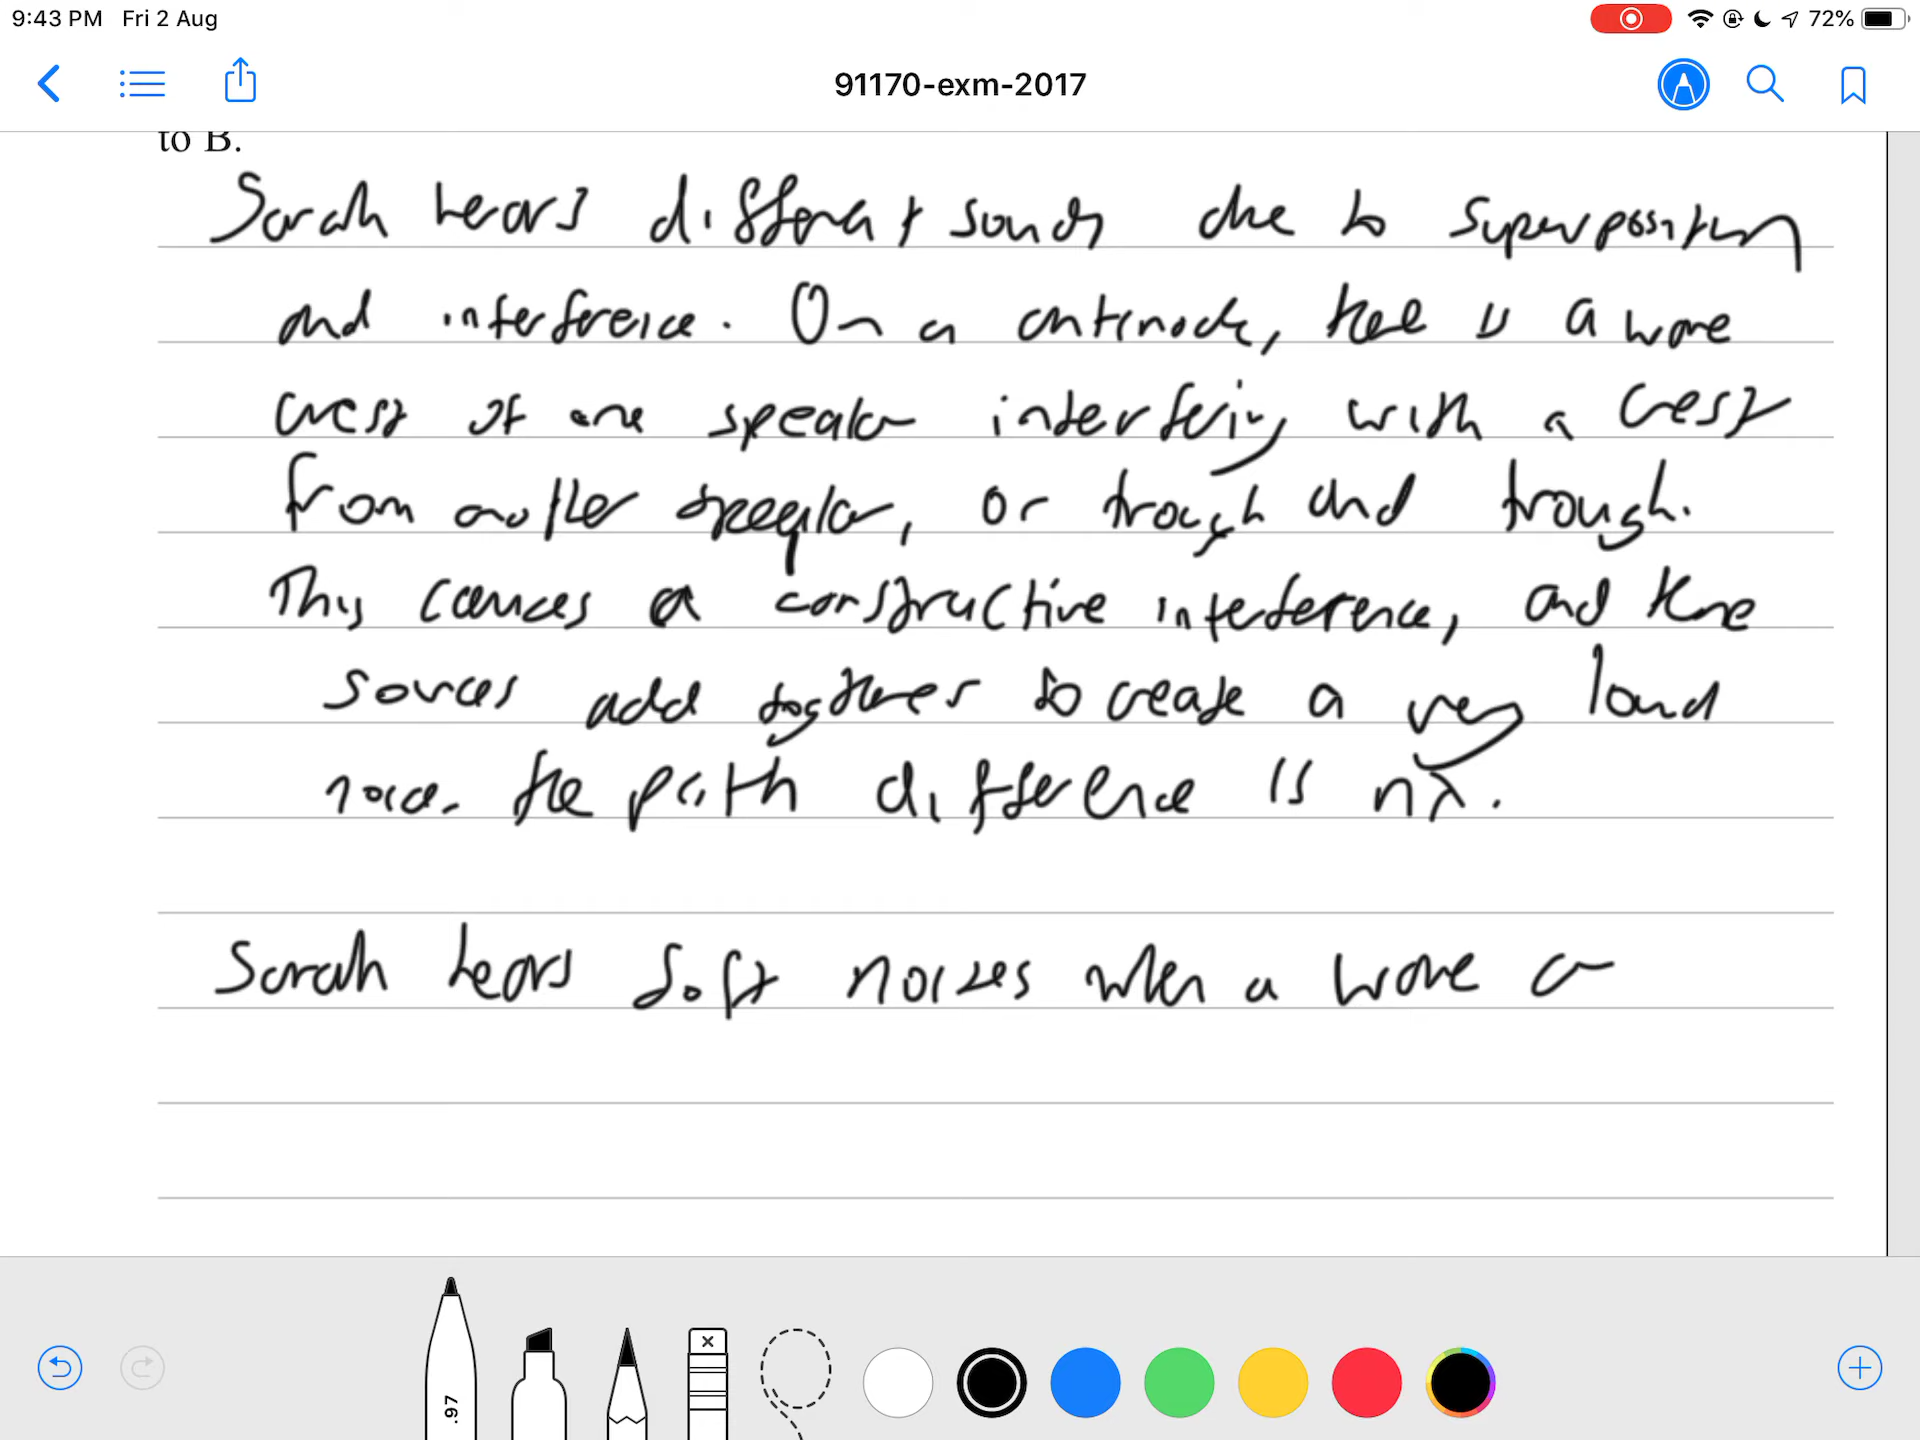 9:43 PM Fri 2 Aug 72%
91170-exm-2017
to B.
Sarah hears different sounds due to superposition
and interference. On a antinode, there is a wave
crest of one speaker interfering with a crest
from another speaker, or trough and trough.
This causes a constructive interference, and the
sources add together to create a very loud
noice. the path difference is nλ.
Sarah hears soft noizes when a wave
.97